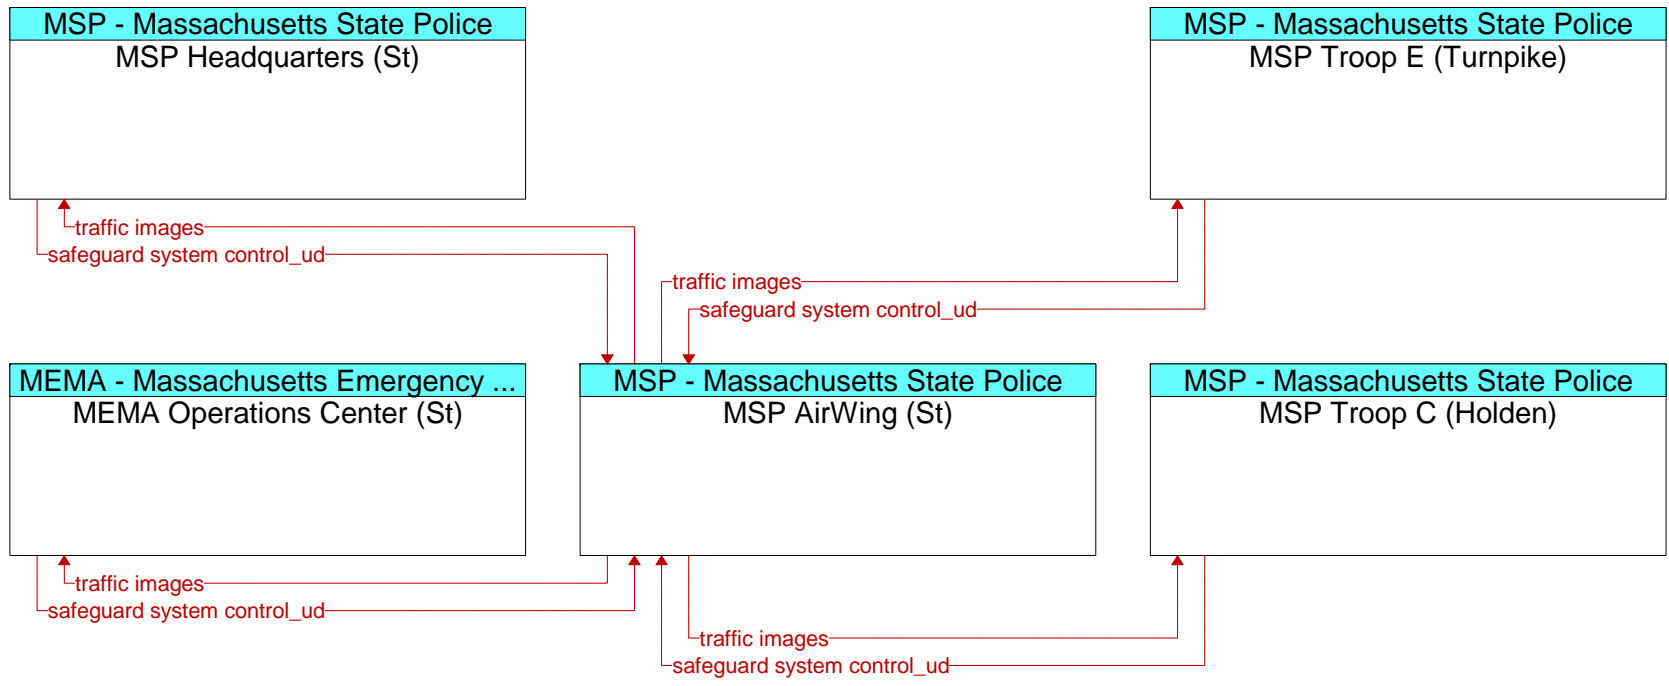 MSP - Massachusetts State Police
MSP Headquarters (St)
MSP - Massachusetts State Police
MSP Troop E (Turnpike)
traffic images
safeguard system control_ud
traffic images
safeguard system control_ud
MEMA - Massachusetts Emergency ...
MEMA Operations Center (St)
MSP - Massachusetts State Police
MSP AirWing (St)
MSP - Massachusetts State Police
MSP Troop C (Holden)
traffic images
safeguard system control_ud
traffic images
safeguard system control_ud